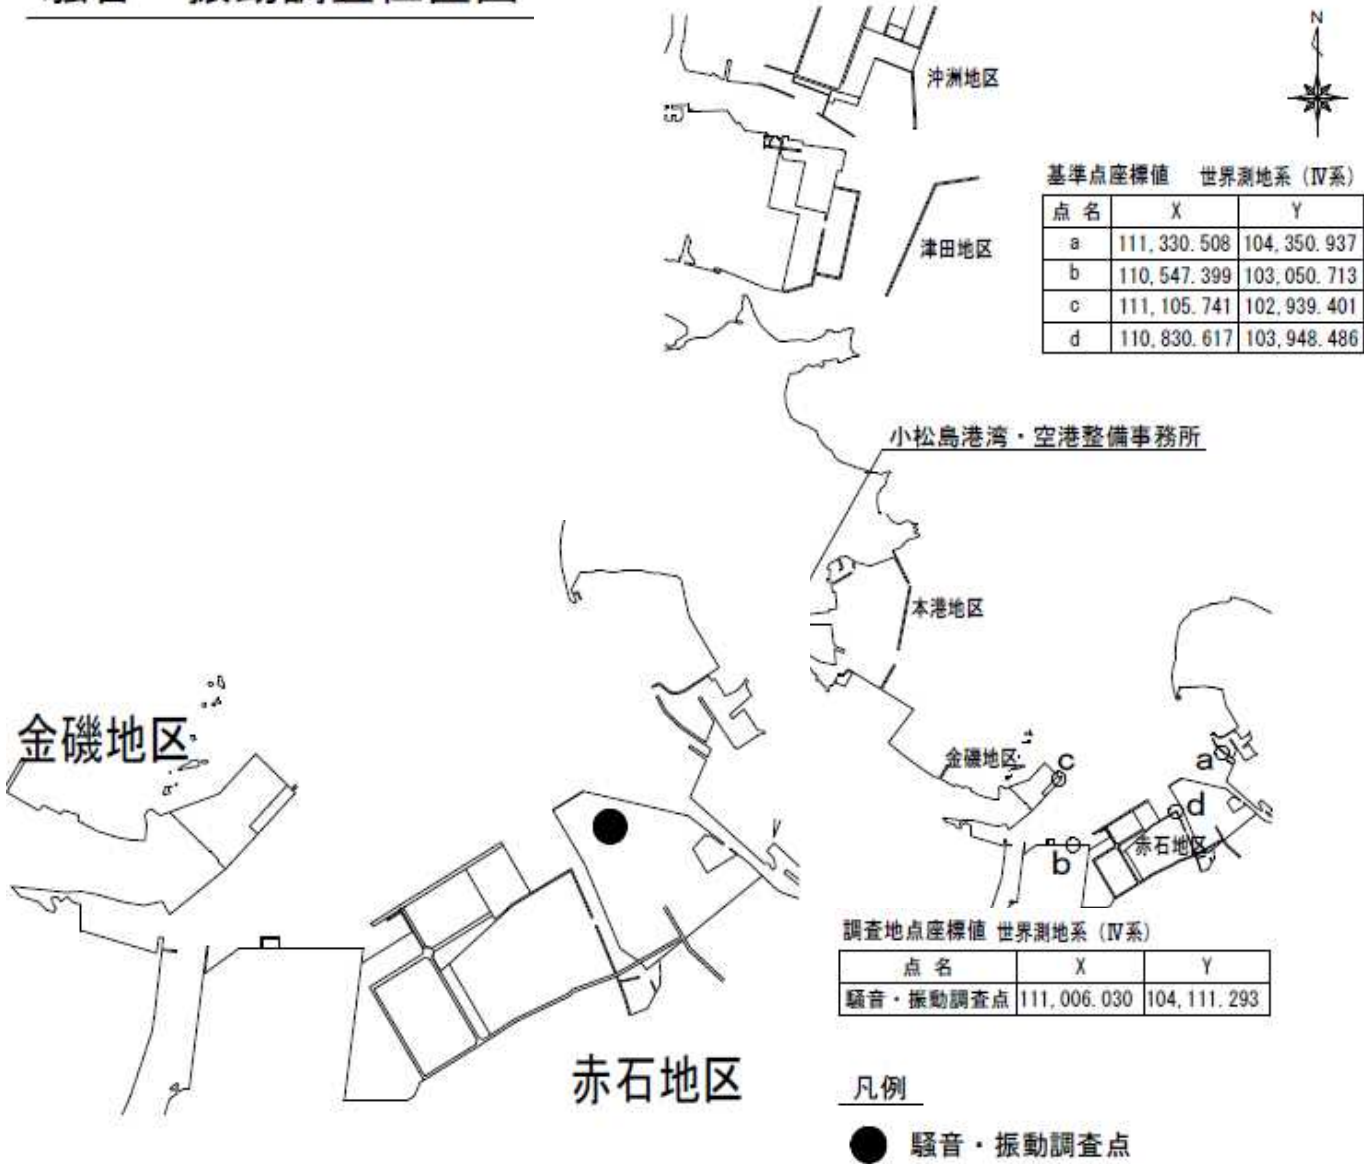 N
沖洲地区
津田地区
基準点座標値 世界測地系 (Ⅳ系)
点 名 X Y
a 111,330.508 104,350.937
b 110,547.399 103,050.713
c 111,105.741 102,939.401
d 110,830.617 103,948.486
小松島港湾・空港整備事務所
本港地区
金磯地区
c
a
d
赤石地区
b
金磯地区
赤石地区
調査地点座標値 世界測地系 (Ⅳ系)
点 名 X Y
騒音・振動調査点 111,006.030 104,111.293
凡例
騒音・振動調査点